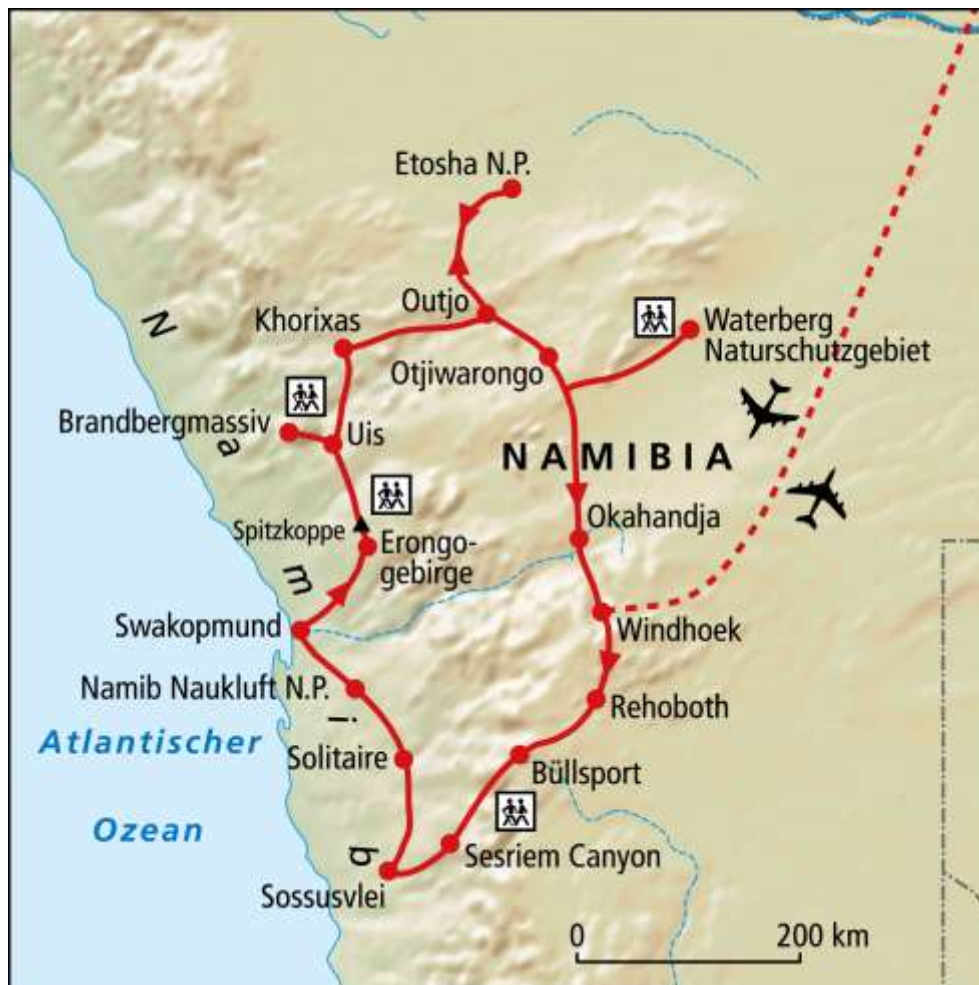 Etosha N.P.
Outjo
Khorixas
Waterberg
Naturschutzgebiet
Otjiwarongo
Brandbergmassiv
Uis
NAMIBIA
Namib
Okahandja
Spitzkoppe
Erongo-
gebirge
Swakopmund
Windhoek
Namib Naukluft N.P.
Rehoboth
Atlantischer
Ozean
Solitaire
Büllsport
Sesriem Canyon
Sossusvlei
0 200 km